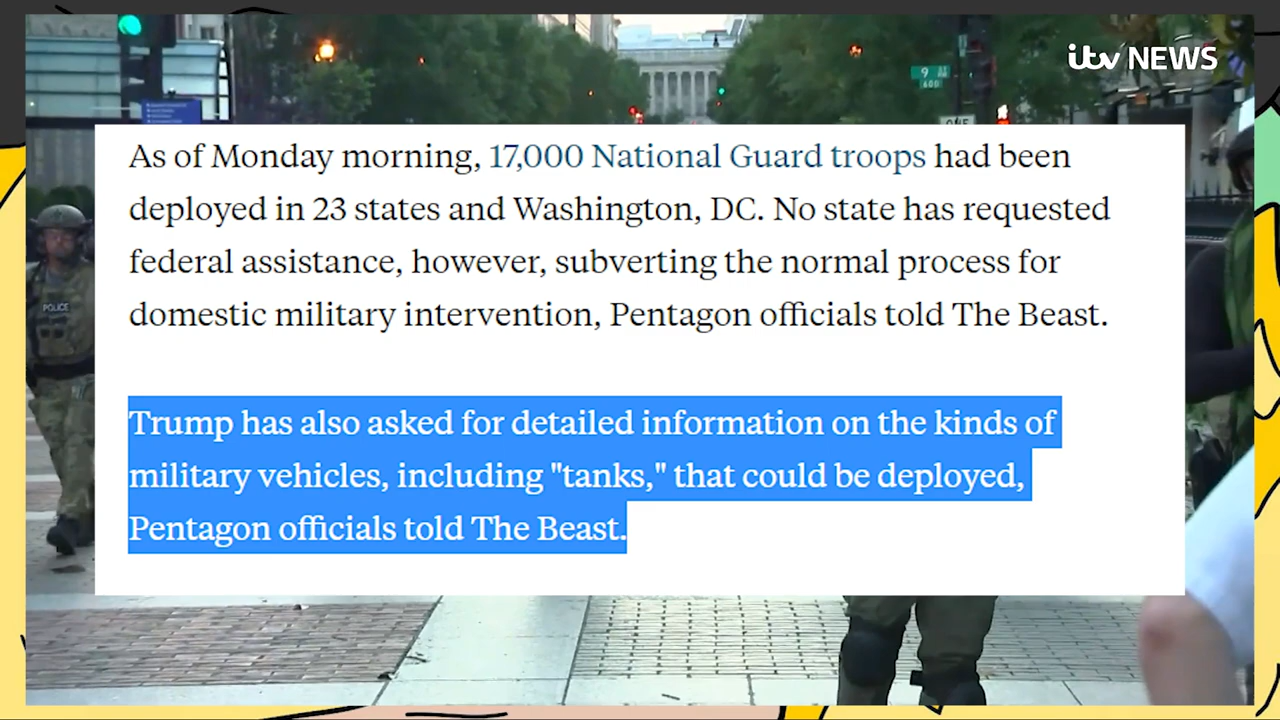 itv NEWS
9 ST
600
ONE
As of Monday morning, 17,000 National Guard troops had been
deployed in 23 states and Washington, DC. No state has requested
federal assistance, however, subverting the normal process for
domestic military intervention, Pentagon officials told The Beast.
Trump has also asked for detailed information on the kinds of
military vehicles, including "tanks," that could be deployed,
Pentagon officials told The Beast.
POLICE